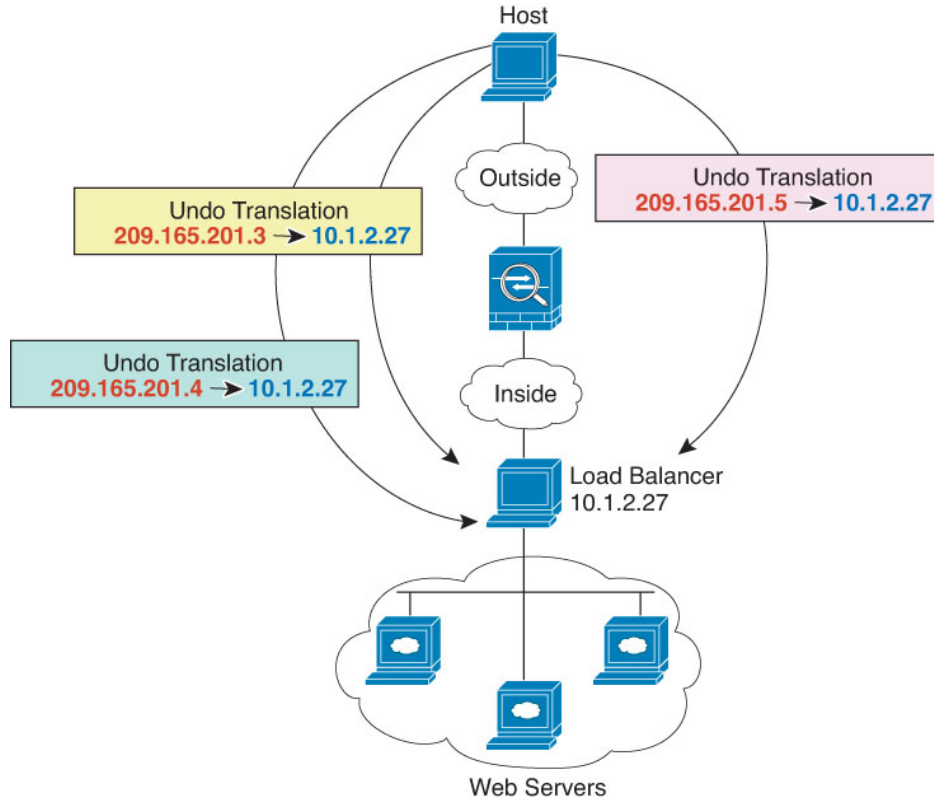 Host
Outside
Undo Translation
209.165.201.5 → 10.1.2.27
Undo Translation
209.165.201.3 → 10.1.2.27
Undo Translation
209.165.201.4 → 10.1.2.27
Inside
Load Balancer
10.1.2.27
Web Servers